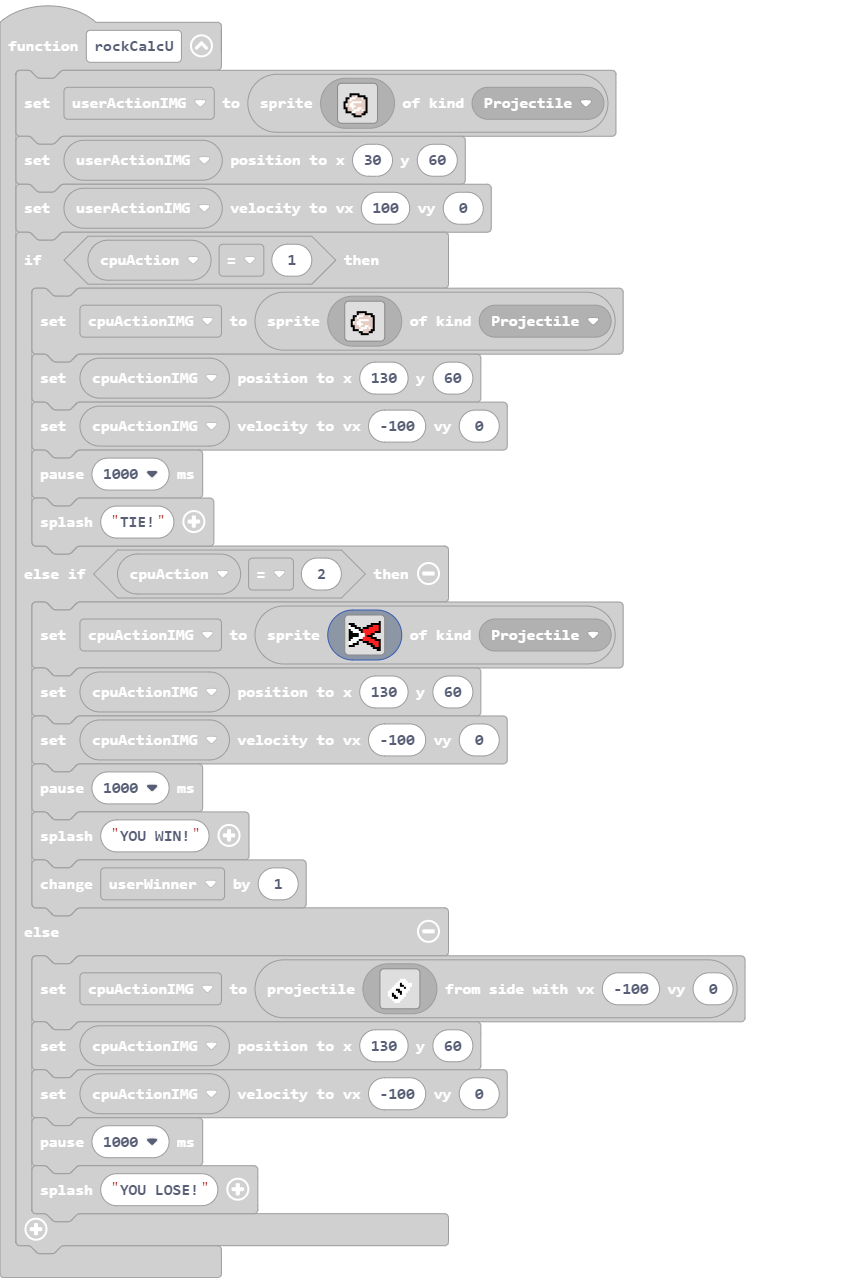 function rockCalcU
set userActionIMG to sprite of kind Projectile
set userActionIMG position to x 30 y 60
set userActionIMG velocity to vx 100 vy 0
if cpuAction = 1 then
set cpuActionIMG to sprite of kind Projectile
set cpuActionIMG position to x 130 y 60
set cpuActionIMG velocity to vx -100 vy 0
pause 1000 ms
splash "TIE!"
else if cpuAction = 2 then
set cpuActionIMG to sprite of kind Projectile
set cpuActionIMG position to x 130 y 60
set cpuActionIMG velocity to vx -100 vy 0
pause 1000 ms
splash "YOU WIN!"
change userWinner by 1
else
set cpuActionIMG to projectile from side with vx -100 vy 0
set cpuActionIMG position to x 130 y 60
set cpuActionIMG velocity to vx -100 vy 0
pause 1000 ms
splash "YOU LOSE!"